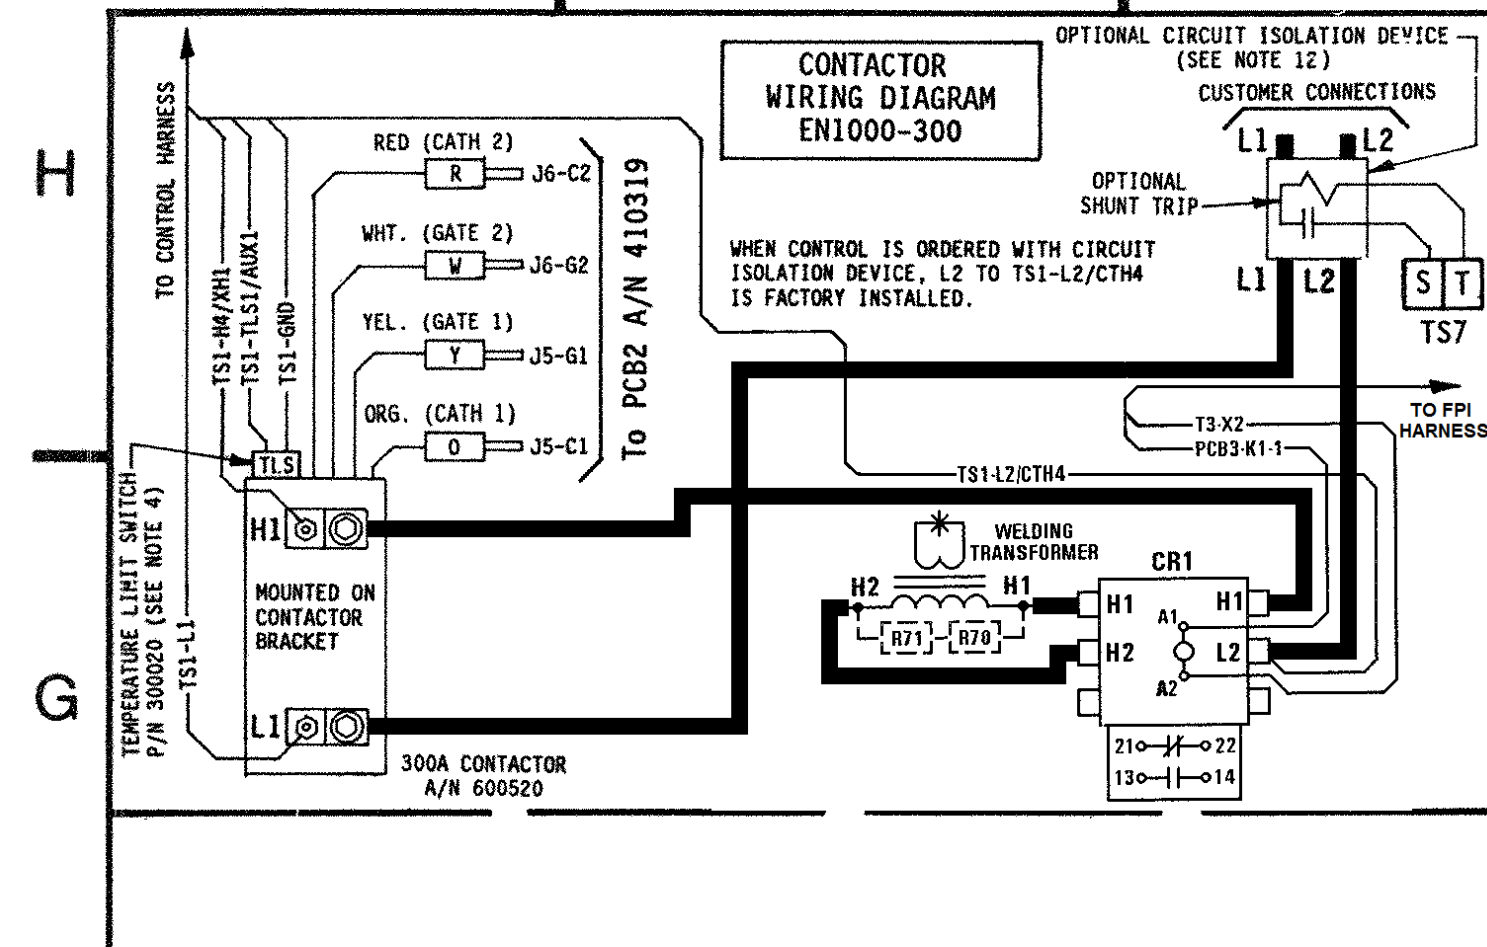 CONTACTOR
WIRING DIAGRAM
EN1000-300
OPTIONAL CIRCUIT ISOLATION DEVICE
(SEE NOTE 12)
CUSTOMER CONNECTIONS
L1
L2
OPTIONAL
SHUNT TRIP
L1
L2
S
T
TS7
WHEN CONTROL IS ORDERED WITH CIRCUIT
ISOLATION DEVICE, L2 TO TS1-L2/CTH4
IS FACTORY INSTALLED.
H
TO CONTROL HARNESS
TS1-H4/XH1
TS1-TLS1/AUX1
TS1-GND
RED (CATH 2)
R
J6-C2
WHT. (GATE 2)
W
J6-G2
YEL. (GATE 1)
Y
J5-G1
ORG. (CATH 1)
O
J5-C1
To PCB2 A/N 410319
TO FPI
HARNESS
T3-X2
PCB3-K1-1
TS1-L2/CTH4
TLS
TEMPERATURE LIMIT SWITCH
P/N 300020 (SEE NOTE 4)
TS1-L1
H1
MOUNTED ON
CONTACTOR
BRACKET
L1
300A CONTACTOR
A/N 600520
G
WELDING
TRANSFORMER
H2
H1
R71
R70
CR1
H1
H1
A1
H2
L2
A2
21
22
13
14